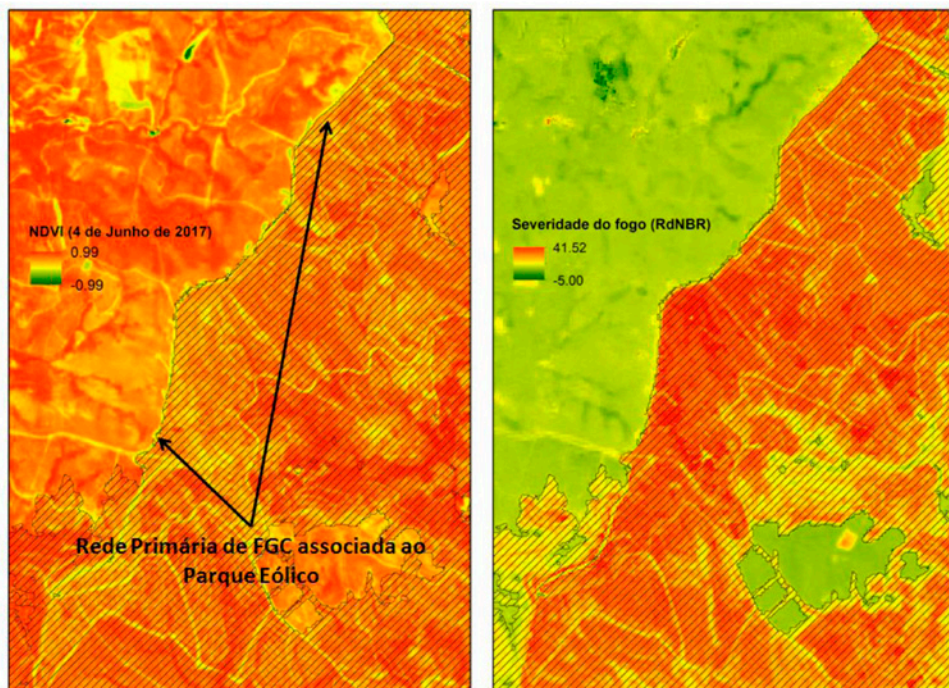 NDVI (4 de Junho de 2017)
0.99
-0.99
Rede Primária de FGC associada ao
Parque Eólico
Severidade do fogo (RdNBR)
41.52
-5.00